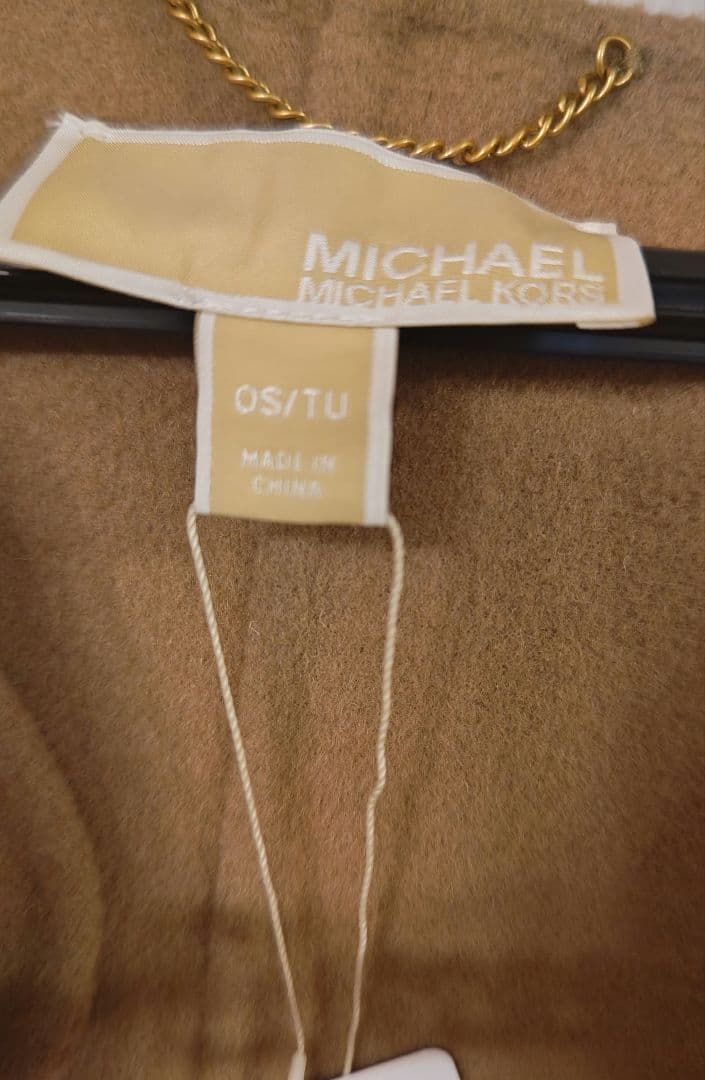 MICHAEL
MICHAEL KORS
OS/TU
MADE IN
CHINA